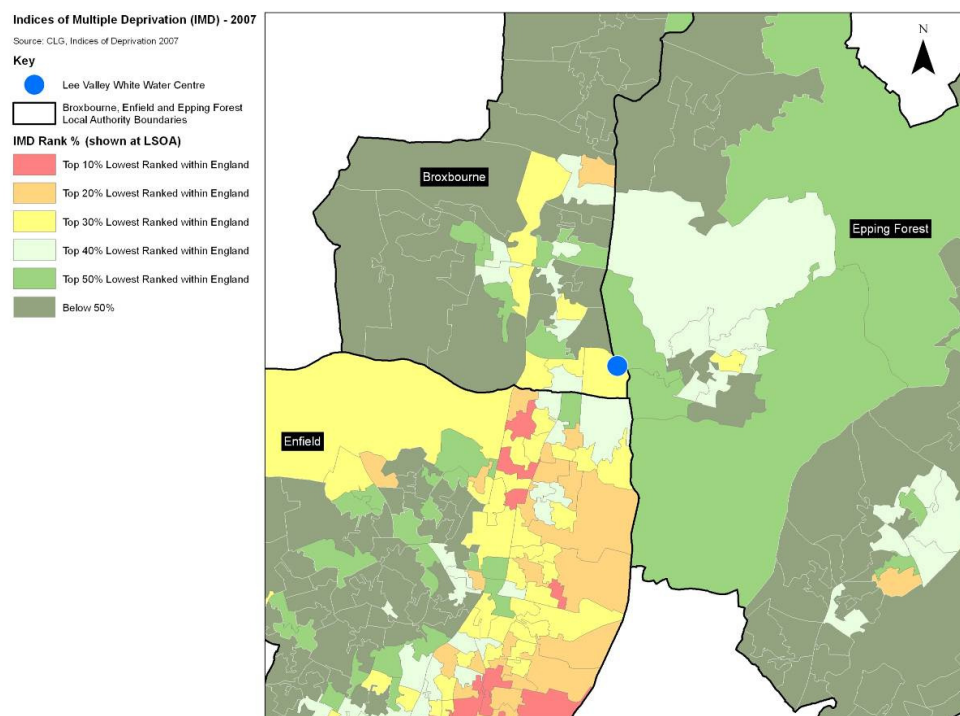 Indices of Multiple Deprivation (IMD) - 2007
Source: CLG, Indices of Deprivation 2007
Key
Lee Valley White Water Centre
Broxbourne, Enfield and Epping Forest
Local Authority Boundaries
IMD Rank % (shown at LSOA)
Top 10% Lowest Ranked within England
Top 20% Lowest Ranked within England
Top 30% Lowest Ranked within England
Top 40% Lowest Ranked within England
Top 50% Lowest Ranked within England
Below 50%
N
Broxbourne
Epping Forest
Enfield